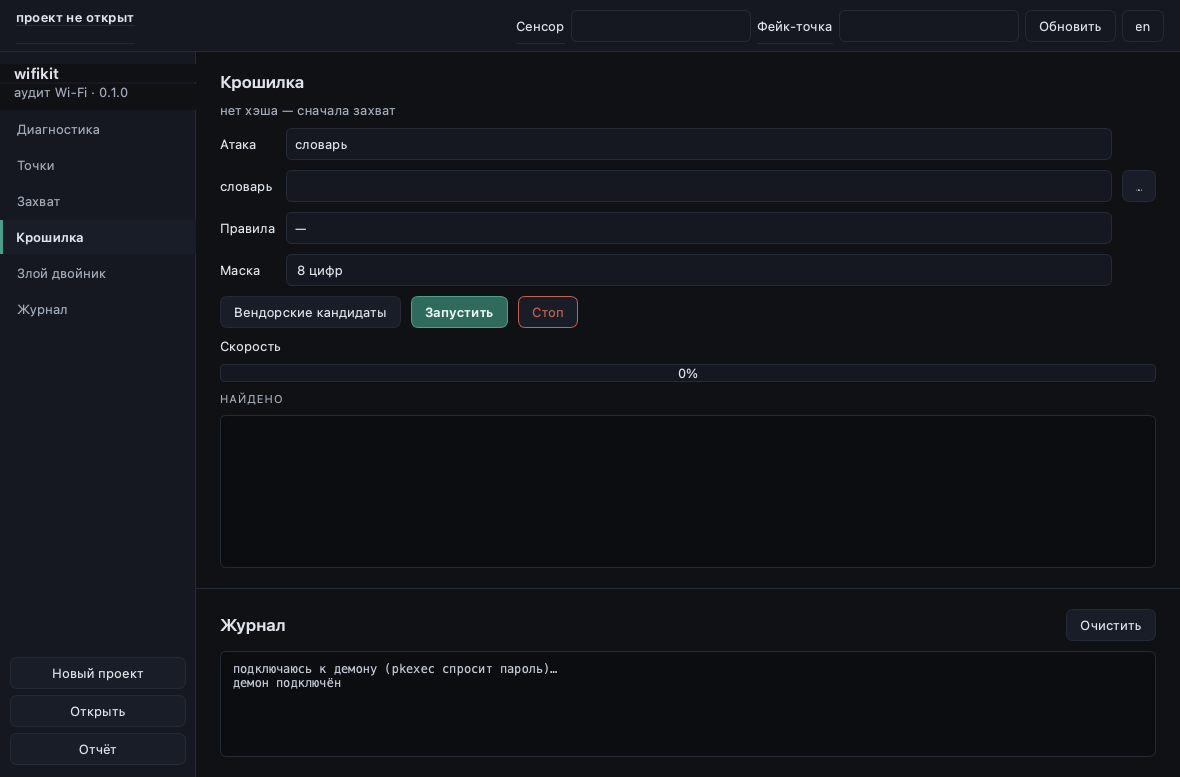 проект не открыт
Сенсор
Фейк-точка
Обновить
en
wifikit
аудит Wi-Fi · 0.1.0
Диагностика
Точки
Захват
Крошилка
Злой двойник
Журнал
Новый проект
Открыть
Отчёт
Крошилка
нет хэша — сначала захват
Атака
словарь
словарь
...
Правила
—
Маска
8 цифр
Вендорские кандидаты
Запустить
Стоп
Скорость
0%
НАЙДЕНО
Журнал
Очистить
подключаюсь к демону (pkexec спросит пароль)…
демон подключён